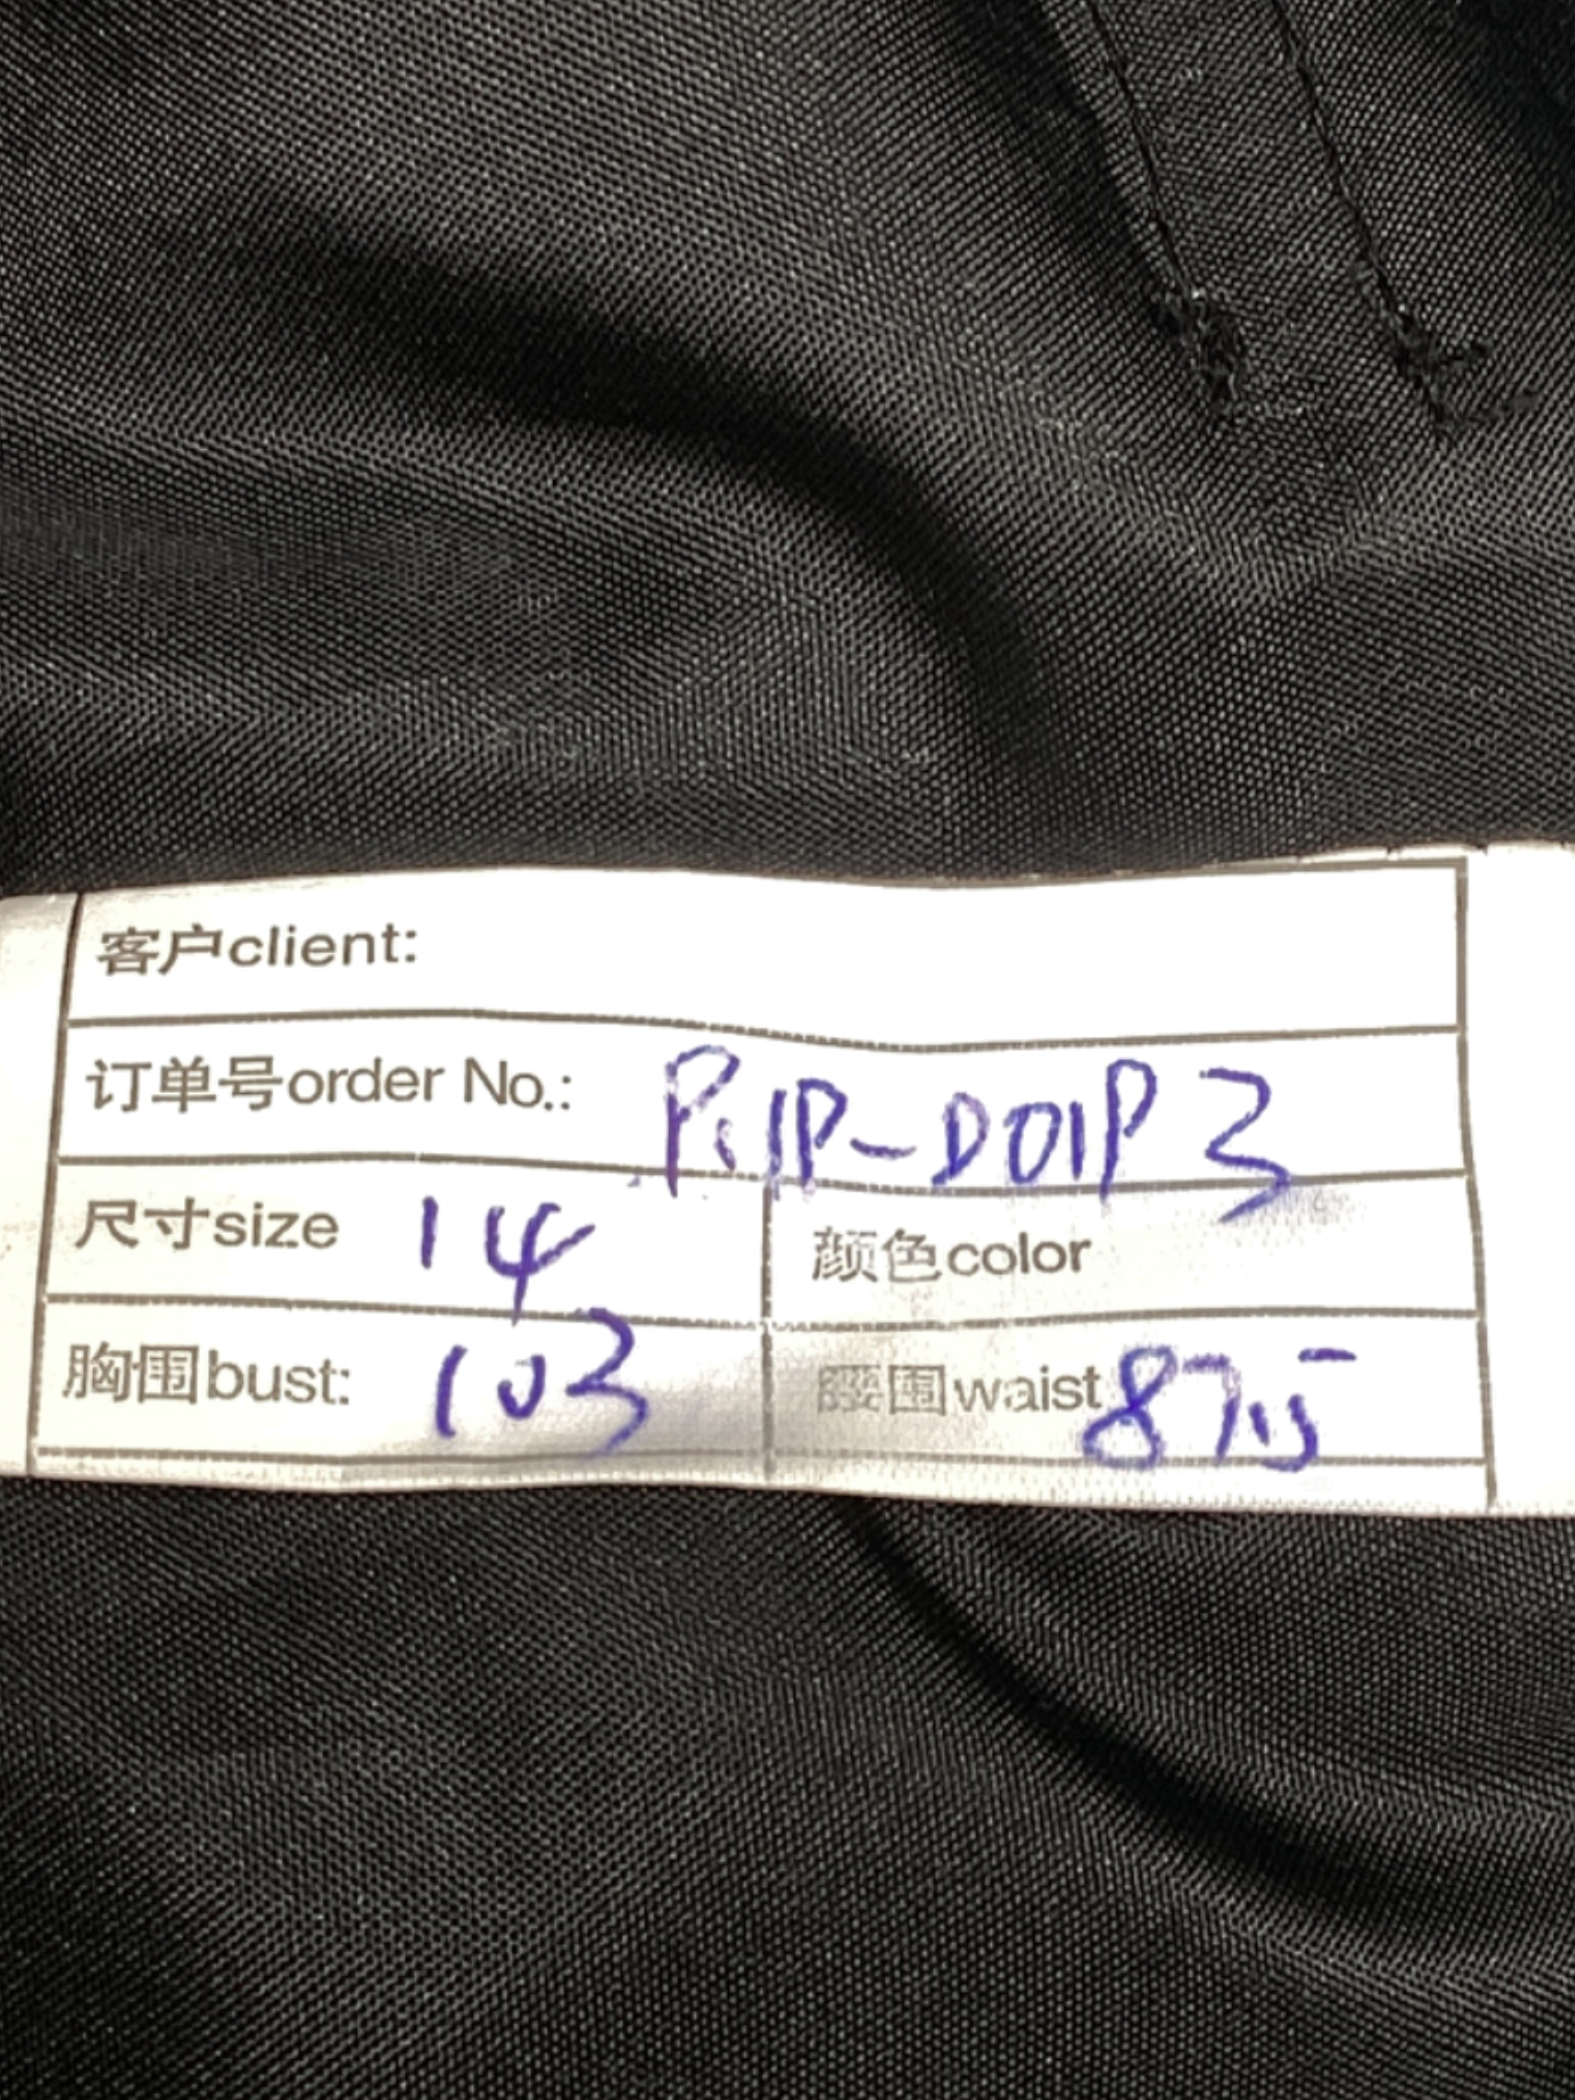 客户client:
订单号order No.: P11P-D01P3
尺寸size 14 颜色color
胸围bust: 103 腰围waist 87.5